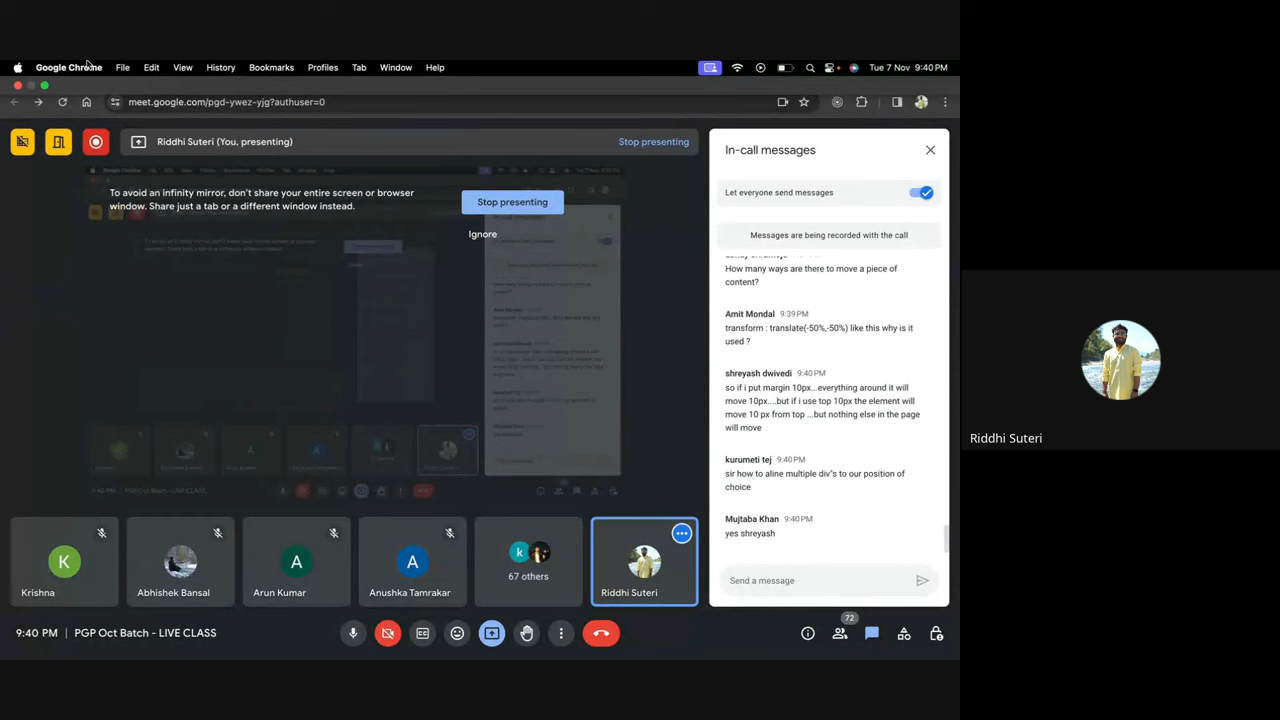 Google Chrome File Edit View History Bookmarks Profiles Tab Window Help Tue 7 Nov 9:40 PM
meet.google.com/pgd-ywez-yjg?authuser=0
Riddhi Suteri (You, presenting) Stop presenting
To avoid an infinity mirror, don't share your entire screen or browser
window. Share just a tab or a different window instead.
Stop presenting
Ignore
In-call messages
Let everyone send messages
Messages are being recorded with the call
How many ways are there to move a piece of
content?
Amit Mondal 9:39 PM
transform : translate(-50%,-50%) like this why is it
used ?
shreyash dwivedi 9:40 PM
so if i put margin 10px...everything around it will
move 10px....but if i use top 10px the element will
move 10 px from top ...but nothing else in the page
will move
kurumeti tej 9:40 PM
sir how to aline multiple div"s to our position of
choice
Mujtaba Khan 9:40 PM
yes shreyash
Send a message
K
Krishna
Abhishek Bansal
A
Arun Kumar
A
Anushka Tamrakar
k
67 others
Riddhi Suteri
9:40 PM | PGP Oct Batch - LIVE CLASS
72
Riddhi Suteri